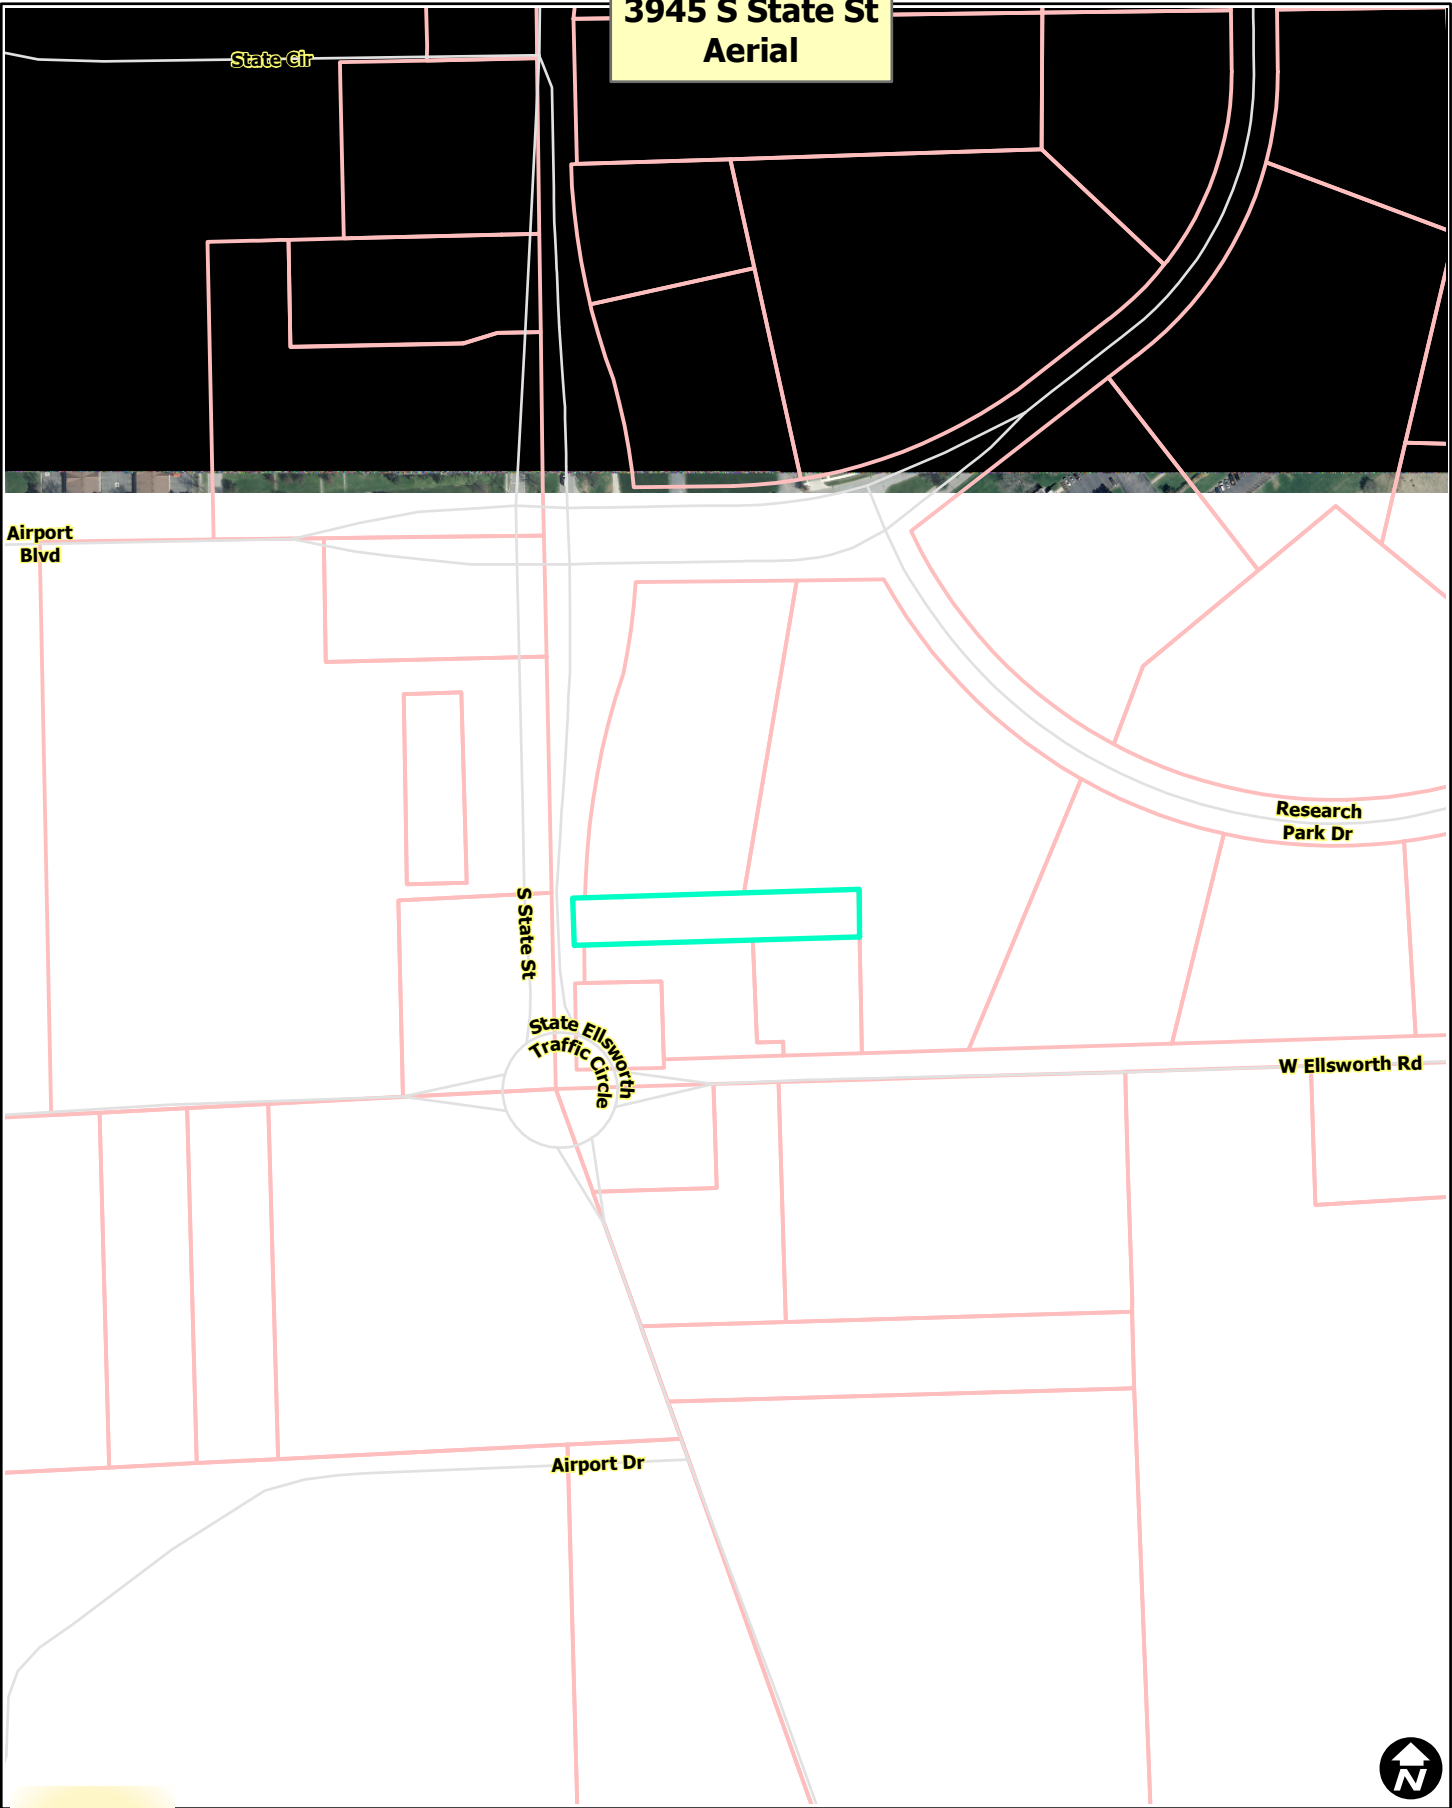 3945 S State St
Aerial
State Cir
Airport
Blvd
Research
Park Dr
S State St
State Ellsworth
Traffic Circle
W Ellsworth Rd
Airport Dr
N